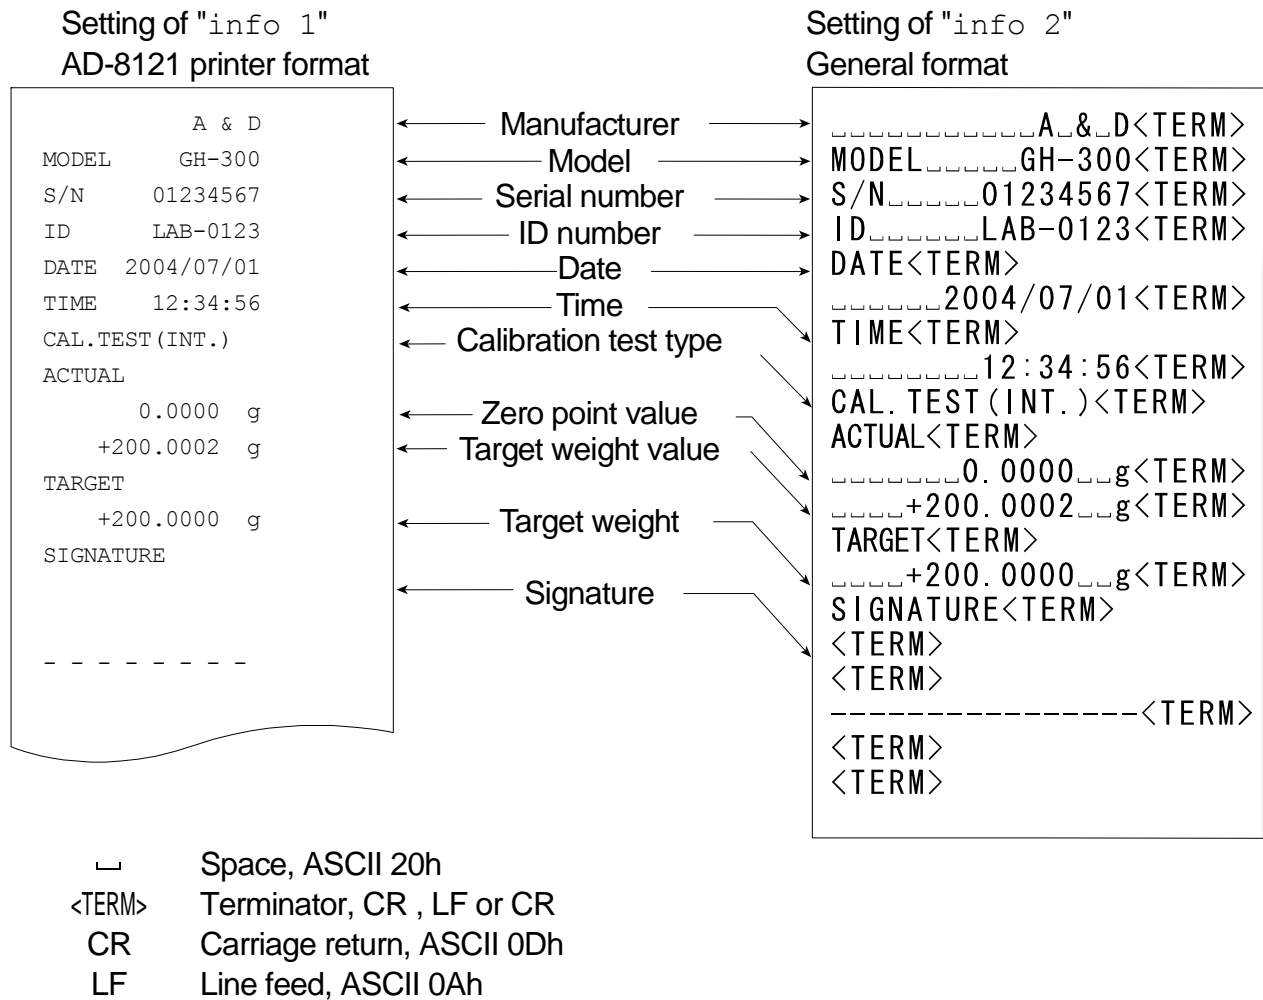 Setting of "info 1"
AD-8121 printer format
A & D
MODEL GH-300
S/N 01234567
ID LAB-0123
DATE 2004/07/01
TIME 12:34:56
CAL.TEST(INT.)
ACTUAL
0.0000 g
+200.0002 g
TARGET
+200.0000 g
SIGNATURE
- - - - - - - -
Manufacturer
Model
Serial number
ID number
Date
Time
Calibration test type
Zero point value
Target weight value
Target weight
Signature
Setting of "info 2"
General format
␣␣␣␣␣␣␣␣␣␣␣A␣&␣D<TERM>
MODEL␣␣␣␣␣GH-300<TERM>
S/N␣␣␣␣␣01234567<TERM>
ID␣␣␣␣␣␣LAB-0123<TERM>
DATE<TERM>
␣␣␣␣␣␣2004/07/01<TERM>
TIME<TERM>
␣␣␣␣␣␣␣␣12:34:56<TERM>
CAL.TEST(INT.)<TERM>
ACTUAL<TERM>
␣␣␣␣␣␣␣0.0000␣␣g<TERM>
␣␣␣␣+200.0002␣␣g<TERM>
TARGET<TERM>
␣␣␣␣+200.0000␣␣g<TERM>
SIGNATURE<TERM>
<TERM>
<TERM>
----------------<TERM>
<TERM>
<TERM>
␣ Space, ASCII 20h
<TERM> Terminator, CR , LF or CR
CR Carriage return, ASCII 0Dh
LF Line feed, ASCII 0Ah